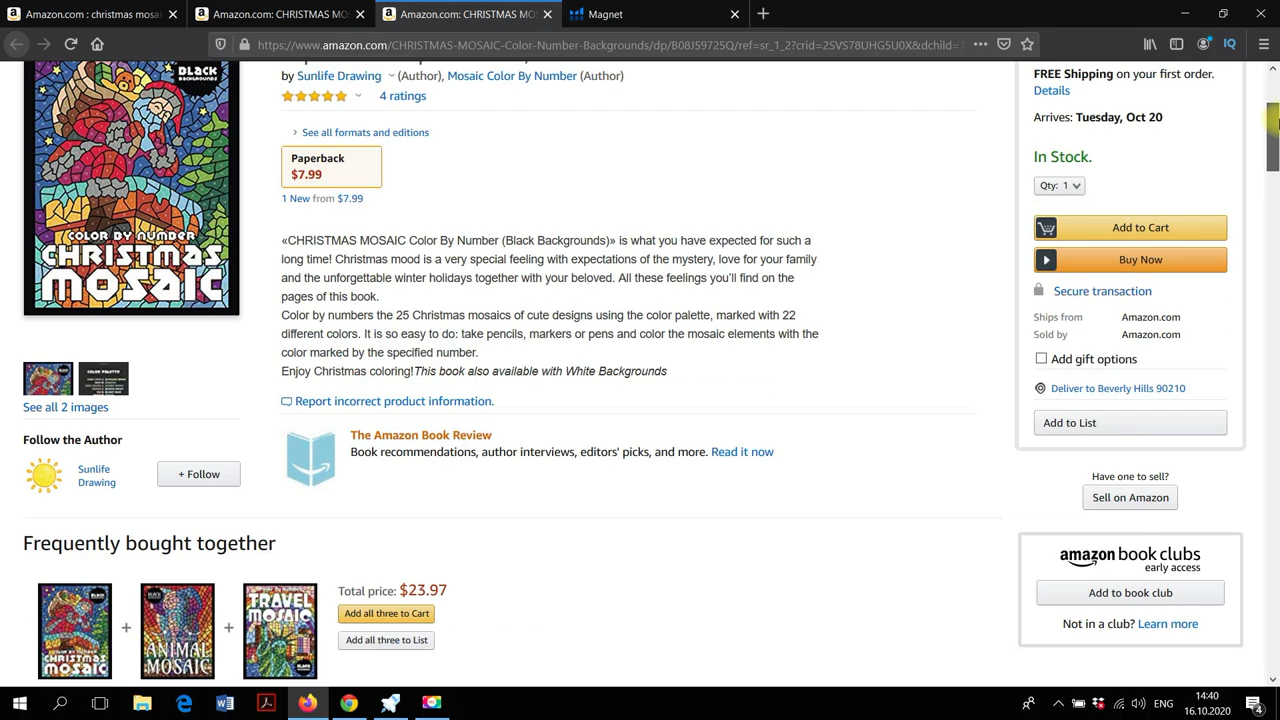 Amazon.com : christmas mosaic
Amazon.com: CHRISTMAS MO
Amazon.com: CHRISTMAS MO
Magnet
https://www.amazon.com/CHRISTMAS-MOSAIC-Color-Number-Backgrounds/dp/B08J59725Q/ref=sr_1_2?crid=2SVS78UHG5U0X&dchild=
by Sunlife Drawing (Author), Mosaic Color By Number (Author)
4 ratings
See all formats and editions
Paperback
$7.99
1 New from $7.99
BLACK
BACKGROUNDS
COLOR BY NUMBER
CHRISTMAS
MOSAIC
«CHRISTMAS MOSAIC Color By Number (Black Backgrounds)» is what you have expected for such a
long time! Christmas mood is a very special feeling with expectations of the mystery, love for your family
and the unforgettable winter holidays together with your beloved. All these feelings you'll find on the
pages of this book.
Color by numbers the 25 Christmas mosaics of cute designs using the color palette, marked with 22
different colors. It is so easy to do: take pencils, markers or pens and color the mosaic elements with the
color marked by the specified number.
Enjoy Christmas coloring!This book also available with White Backgrounds
Report incorrect product information.
The Amazon Book Review
Book recommendations, author interviews, editors' picks, and more. Read it now
COLOR PALETTE
See all 2 images
Follow the Author
Sunlife
Drawing
+ Follow
FREE Shipping on your first order.
Details
Arrives: Tuesday, Oct 20
In Stock.
Qty: 1
Add to Cart
Buy Now
Secure transaction
Ships from Amazon.com
Sold by Amazon.com
Add gift options
Deliver to Beverly Hills 90210
Add to List
Have one to sell?
Sell on Amazon
amazon book clubs
early access
Add to book club
Not in a club? Learn more
Frequently bought together
COLOR BY NUMBER
CHRISTMAS
MOSAIC
+
ANIMAL
MOSAIC
+
TRAVEL
MOSAIC
Total price: $23.97
Add all three to Cart
Add all three to List
ENG
14:40
16.10.2020
4